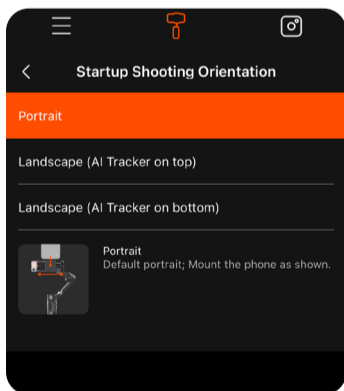 Startup Shooting Orientation
Portrait
Landscape (AI Tracker on top)
Landscape (AI Tracker on bottom)
Portrait
Default portrait; Mount the phone as shown.